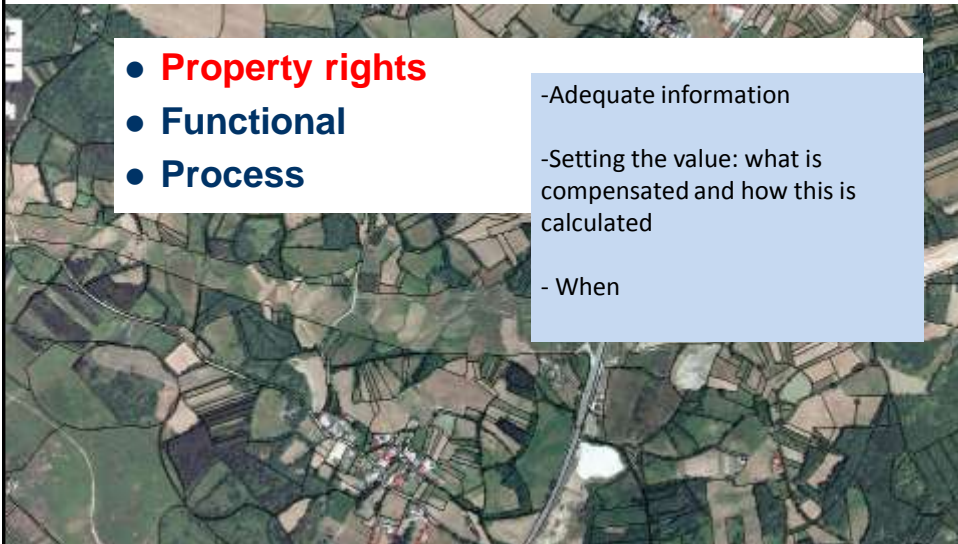 ● Property rights
● Functional
● Process
-Adequate information
-Setting the value: what is
compensated and how this is
calculated
- When